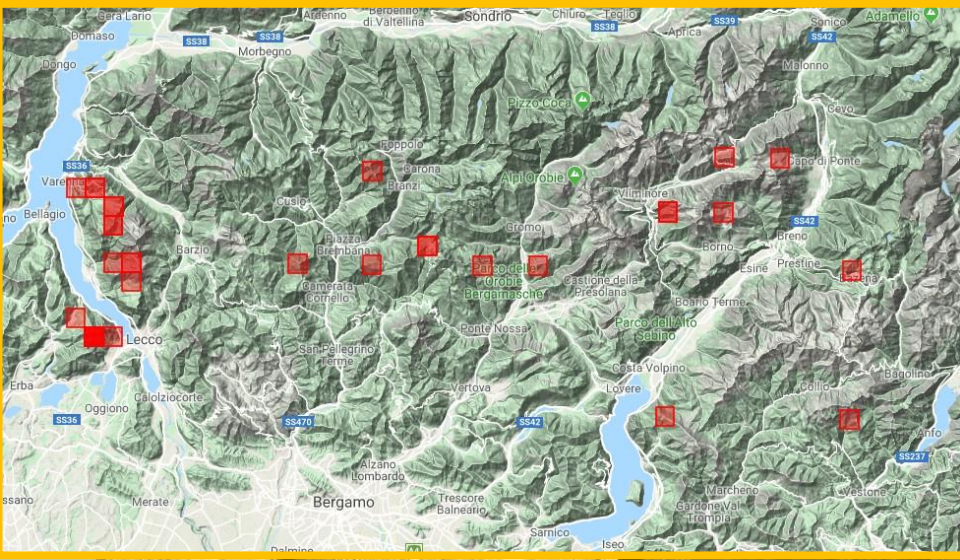 Gera Lario
Ardenno
Berbenno
di Valtellina
Sondrio
Chiuro
Teglio
SS39
Sonico
Adamello
Domaso
SS38
SS38
SS38
Aprica
SS42
Morbegno
Dongo
Malonno
Pizzo Coca
Cevo
Foppolo
SS36
Carona
Capo di Ponte
Varenna
Branzi
Alpi Orobie
Vilminore
Cusio
no
Bellagio
Gromo
SS42
Barzio
Piazza
Brembana
Borno
Breno
Prestine
Esine
Parco delle
Orobie
Bergamasche
Castione della
Presolana
Camerata
Cornello
Boario Terme
Parco dell'Alto
Sebino
Ponte Nossa
Lecco
San Pellegrino
Terme
Costa Volpino
Bagolino
Erba
Vertova
Lovere
Collio
Calolziocorte
Oggiono
SS36
SS470
SS42
Anfo
SS237
Alzano
Lombardo
ssano
Merate
Bergamo
Trescore
Balneario
Marcheno
Vestone
Gardone Val
Trompia
Sarnico
Iseo
Dalmine